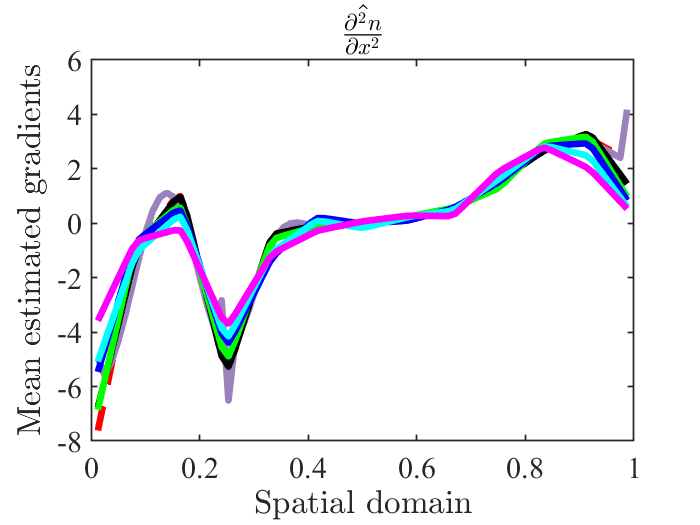 ∂²n̂
∂x²
6
4
2
0
-2
-4
-6
-8
Mean estimated gradients
0 0.2 0.4 0.6 0.8 1
Spatial domain